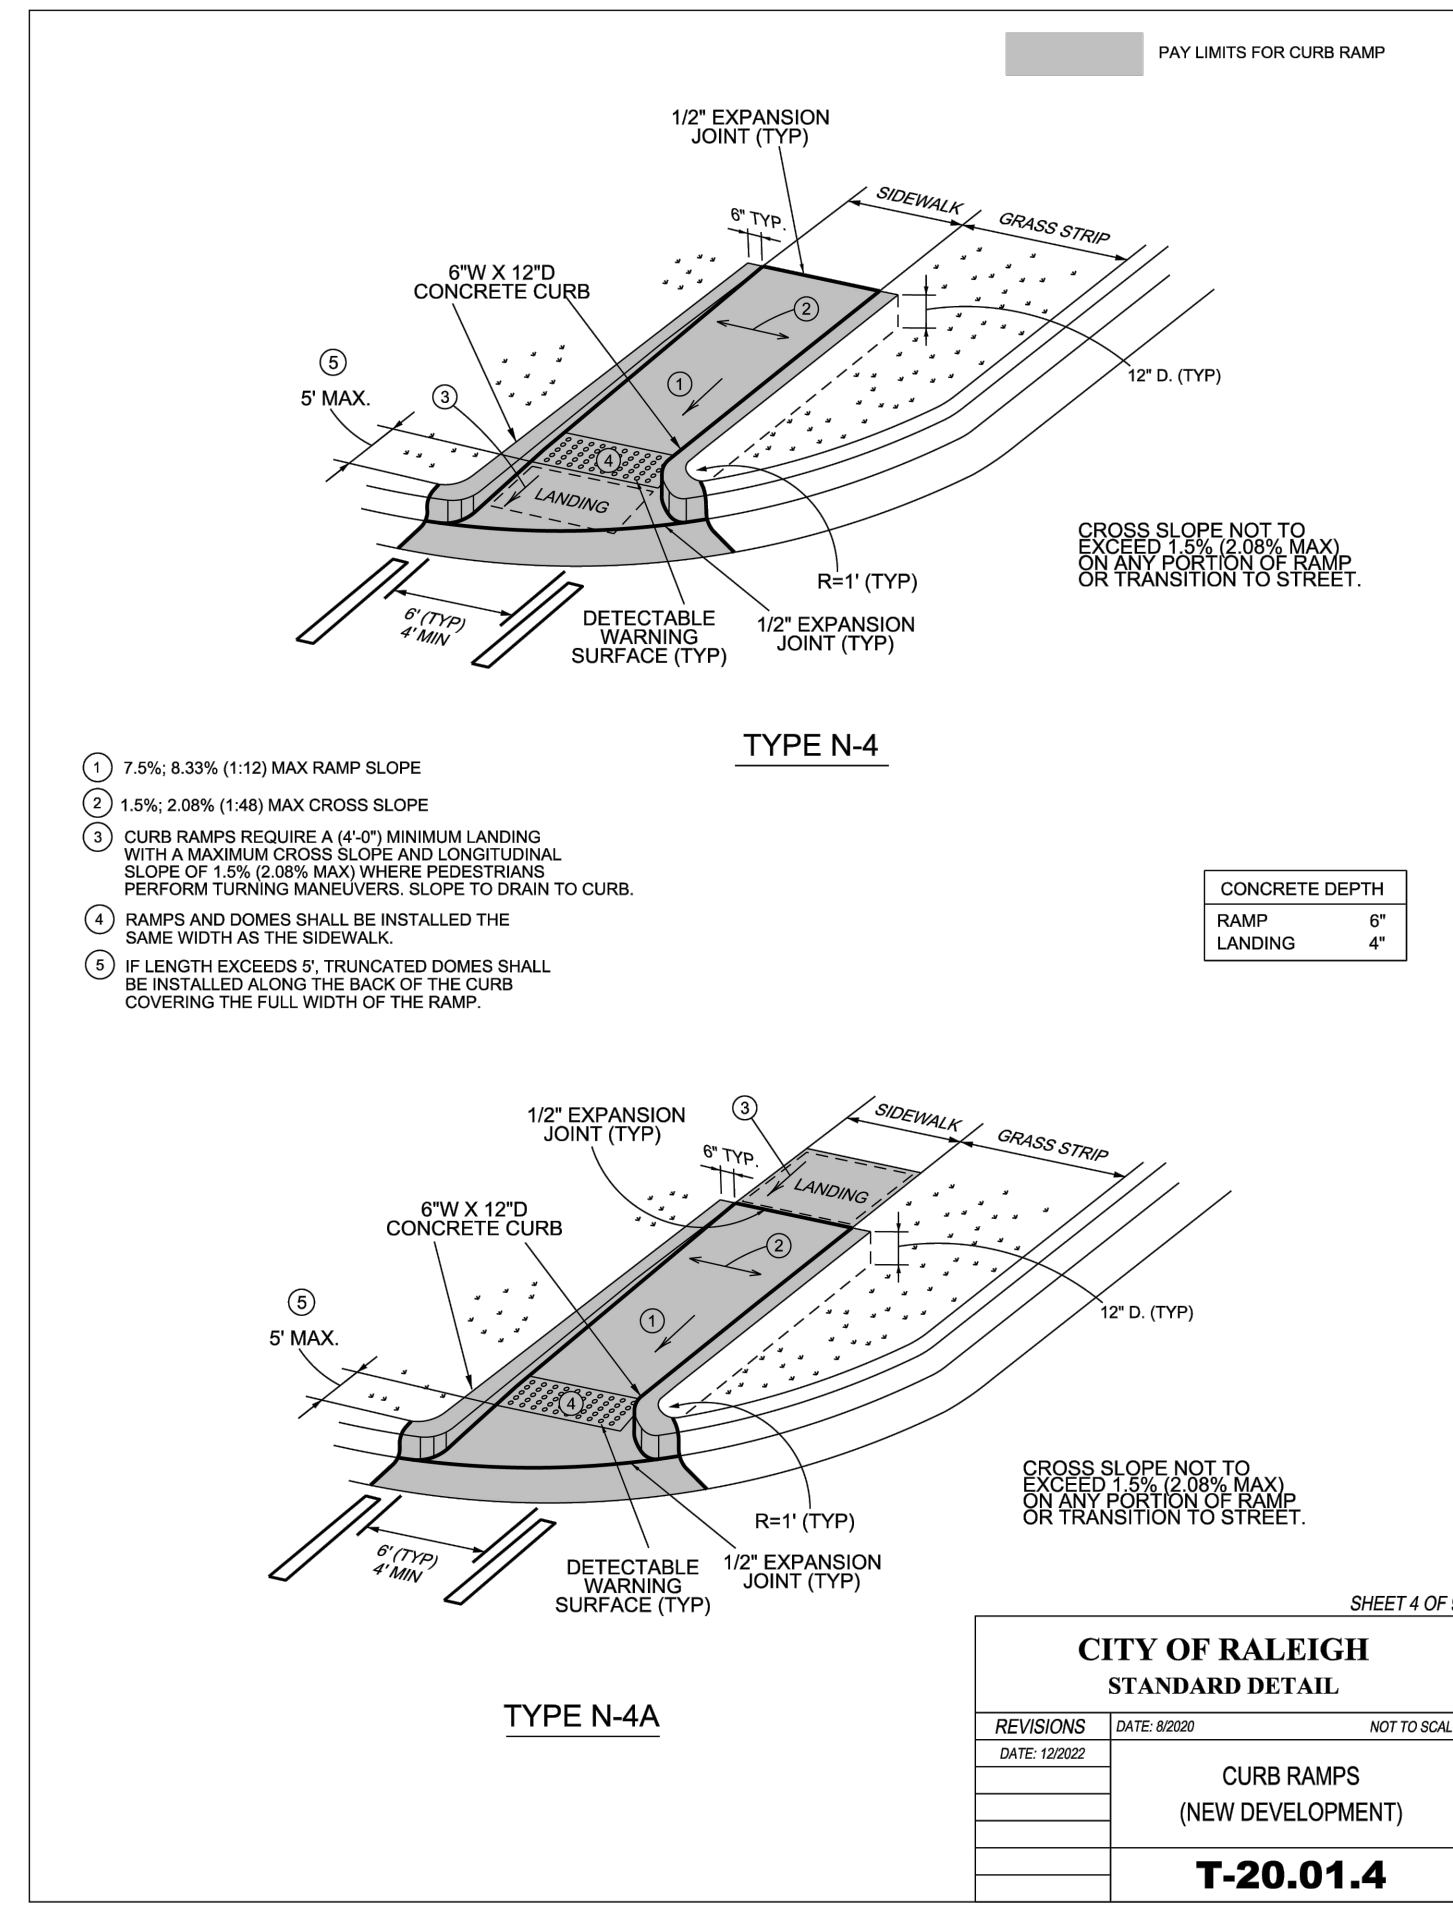 PAY LIMITS FOR CURB RAMP
1/2" EXPANSION
JOINT (TYP)
SIDEWALK
GRASS STRIP
6" TYP.
6"W X 12"D
CONCRETE CURB
2
5
5' MAX.
3
1
12" D. (TYP)
4
LANDING
CROSS SLOPE NOT TO
EXCEED 1.5% (2.08% MAX)
ON ANY PORTION OF RAMP
OR TRANSITION TO STREET.
R=1' (TYP)
6' (TYP)
4' MIN
DETECTABLE
WARNING
SURFACE (TYP)
1/2" EXPANSION
JOINT (TYP)
TYPE N-4
1 7.5%; 8.33% (1:12) MAX RAMP SLOPE
2 1.5%; 2.08% (1:48) MAX CROSS SLOPE
3 CURB RAMPS REQUIRE A (4'-0") MINIMUM LANDING
WITH A MAXIMUM CROSS SLOPE AND LONGITUDINAL
SLOPE OF 1.5% (2.08% MAX) WHERE PEDESTRIANS
PERFORM TURNING MANEUVERS. SLOPE TO DRAIN TO CURB.
4 RAMPS AND DOMES SHALL BE INSTALLED THE
SAME WIDTH AS THE SIDEWALK.
5 IF LENGTH EXCEEDS 5', TRUNCATED DOMES SHALL
BE INSTALLED ALONG THE BACK OF THE CURB
COVERING THE FULL WIDTH OF THE RAMP.
CONCRETE DEPTH
RAMP 6"
LANDING 4"
1/2" EXPANSION
JOINT (TYP)
3
SIDEWALK
GRASS STRIP
6" TYP.
LANDING
6"W X 12"D
CONCRETE CURB
2
5
5' MAX.
1
12" D. (TYP)
4
CROSS SLOPE NOT TO
EXCEED 1.5% (2.08% MAX)
ON ANY PORTION OF RAMP
OR TRANSITION TO STREET.
R=1' (TYP)
6' (TYP)
4' MIN
DETECTABLE
WARNING
SURFACE (TYP)
1/2" EXPANSION
JOINT (TYP)
TYPE N-4A
SHEET 4 OF
CITY OF RALEIGH
STANDARD DETAIL
REVISIONS
DATE: 8/2020
NOT TO SCAL
DATE: 12/2022
CURB RAMPS
(NEW DEVELOPMENT)
T-20.01.4